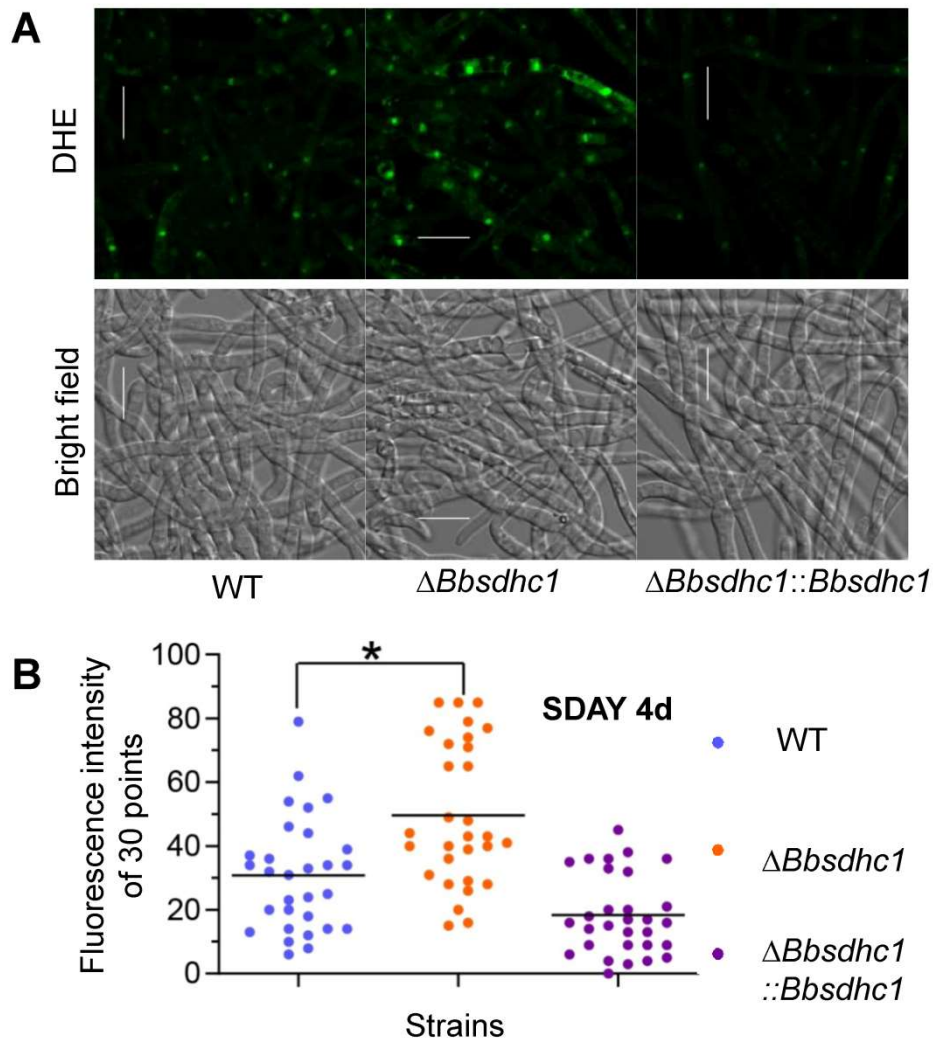 A
DHE
Bright field
WT
ΔBbsdhc1
ΔBbsdhc1::Bbsdhc1
B
Fluorescence intensity
of 30 points
100
80
60
40
20
0
*
SDAY 4d
WT
ΔBbsdhc1
ΔBbsdhc1
::Bbsdhc1
Strains